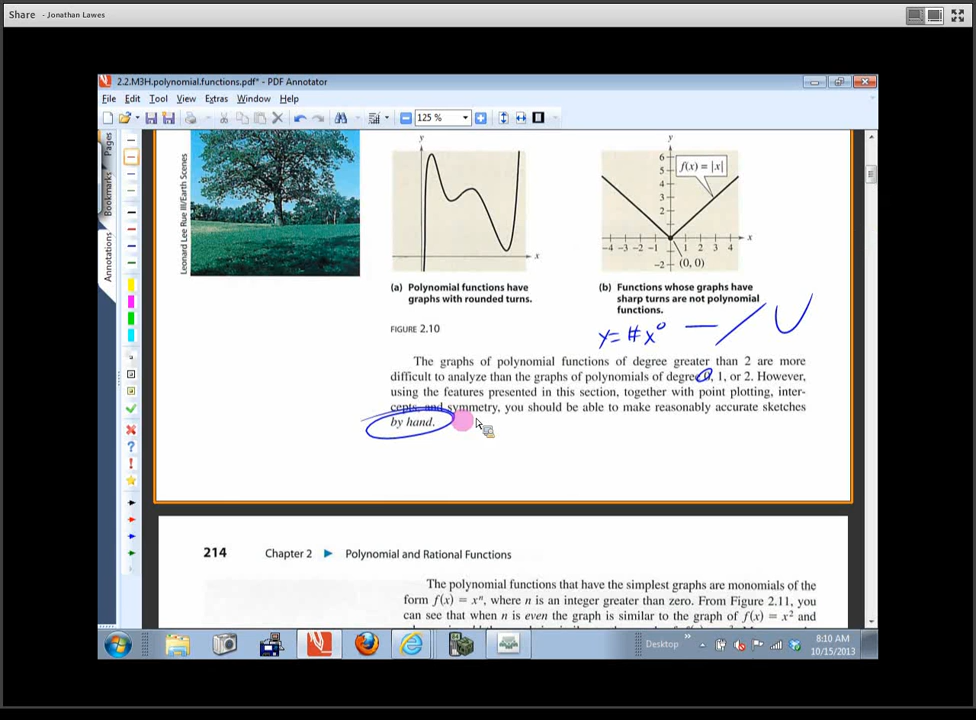 Share - Jonathan Lawes
2.2.M3H.polynomial.functions.pdf* - PDF Annotator
File Edit Tool View Extras Window Help
125 %
Pages
Bookmarks
Annotations
Leonard Lee Rue III/Earth Scenes
y
x
y
6
5
4
3
2
f(x) = |x|
-4 -3 -2 -1 1 2 3 4 x
-2 (0, 0)
(a) Polynomial functions have
graphs with rounded turns.
(b) Functions whose graphs have
sharp turns are not polynomial
functions.
FIGURE 2.10
y= #x⁰
The graphs of polynomial functions of degree greater than 2 are more
difficult to analyze than the graphs of polynomials of degree 0, 1, or 2. However,
using the features presented in this section, together with point plotting, inter-
cepts, and symmetry, you should be able to make reasonably accurate sketches
by hand.
214 Chapter 2 ▶ Polynomial and Rational Functions
The polynomial functions that have the simplest graphs are monomials of the
form f(x) = xⁿ, where n is an integer greater than zero. From Figure 2.11, you
can see that when n is even the graph is similar to the graph of f(x) = x² and
Desktop »
8:10 AM
10/15/2013